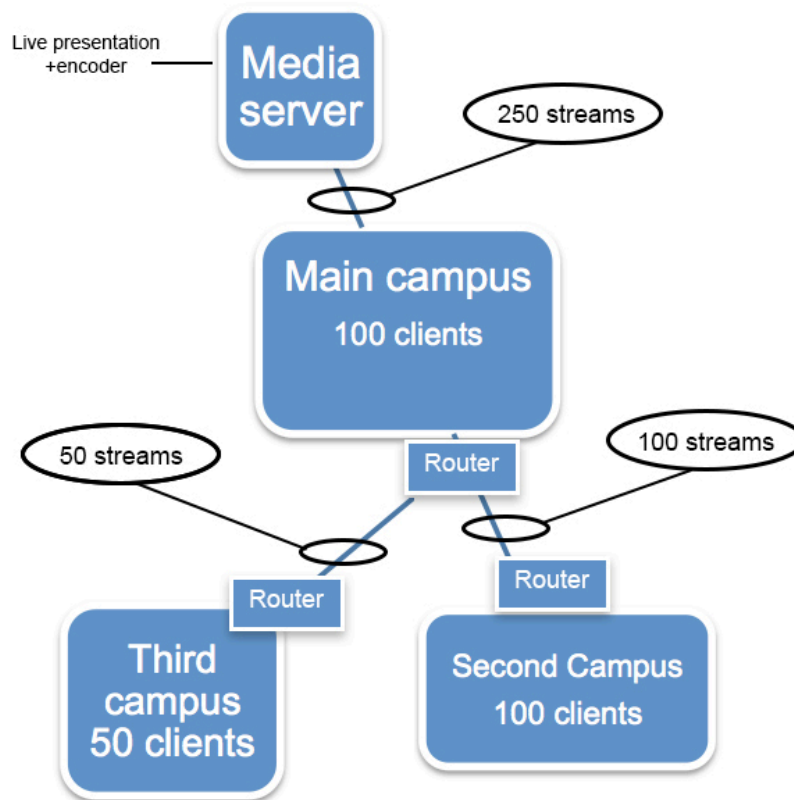 Live presentation
+encoder
Media
server
250 streams
Main campus
100 clients
50 streams
100 streams
Router
Router
Router
Third
campus
50 clients
Second Campus
100 clients